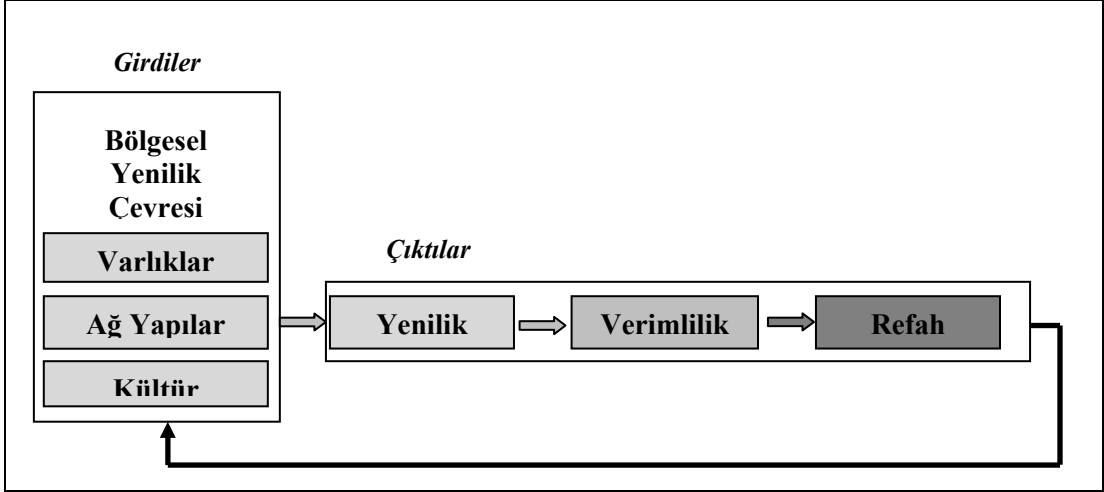 Girdiler
Bölgesel
Yenilik
Çevresi
Varlıklar
Ağ Yapılar
Kültür
Çıktılar
Yenilik
Verimlilik
Refah